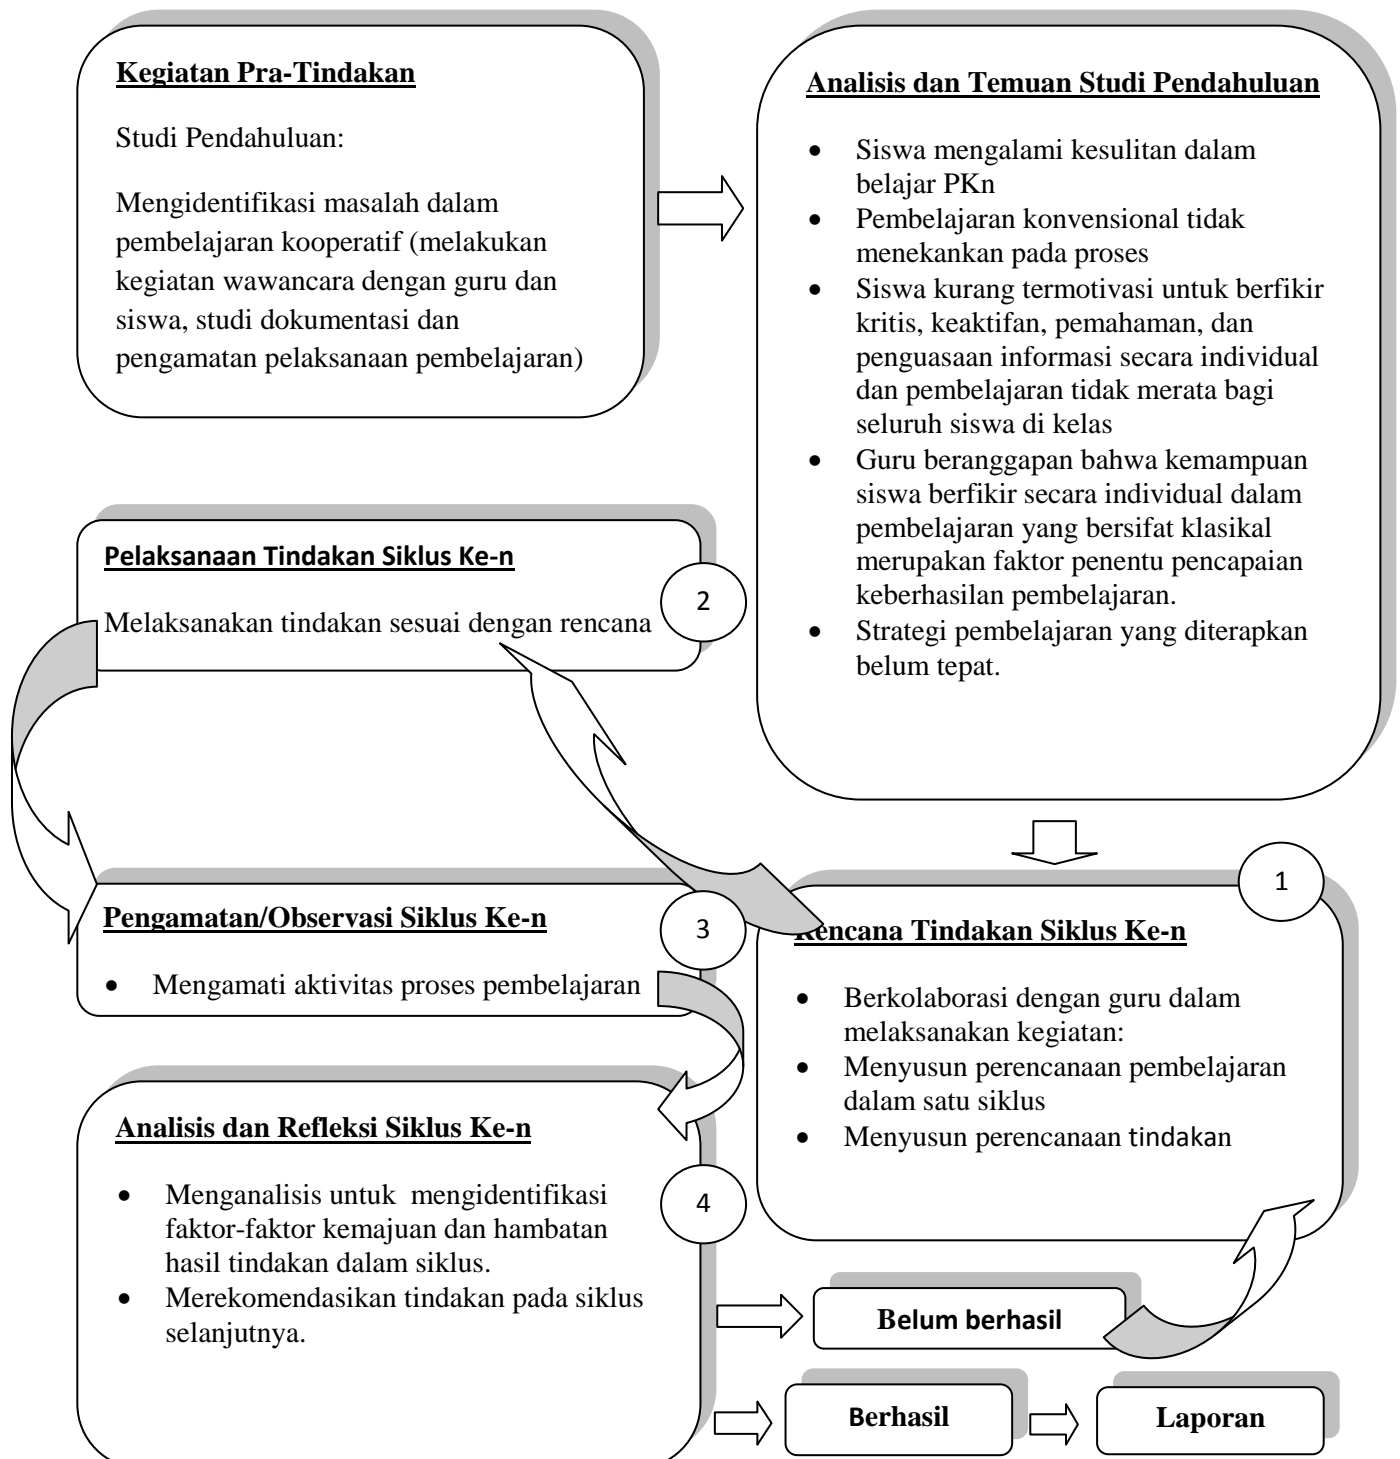 Kegiatan Pra-Tindakan
Studi Pendahuluan:
Mengidentifikasi masalah dalam
pembelajaran kooperatif (melakukan
kegiatan wawancara dengan guru dan
siswa, studi dokumentasi dan
pengamatan pelaksanaan pembelajaran)
Analisis dan Temuan Studi Pendahuluan
• Siswa mengalami kesulitan dalam
belajar PKn
• Pembelajaran konvensional tidak
menekankan pada proses
• Siswa kurang termotivasi untuk berfikir
kritis, keaktifan, pemahaman, dan
penguasaan informasi secara individual
dan pembelajaran tidak merata bagi
seluruh siswa di kelas
• Guru beranggapan bahwa kemampuan
siswa berfikir secara individual dalam
pembelajaran yang bersifat klasikal
merupakan faktor penentu pencapaian
keberhasilan pembelajaran.
• Strategi pembelajaran yang diterapkan
belum tepat.
1
Rencana Tindakan Siklus Ke-n
• Berkolaborasi dengan guru dalam
melaksanakan kegiatan:
• Menyusun perencanaan pembelajaran
dalam satu siklus
• Menyusun perencanaan tindakan
2
Pelaksanaan Tindakan Siklus Ke-n
Melaksanakan tindakan sesuai dengan rencana
3
Pengamatan/Observasi Siklus Ke-n
• Mengamati aktivitas proses pembelajaran
4
Analisis dan Refleksi Siklus Ke-n
• Menganalisis untuk mengidentifikasi
faktor-faktor kemajuan dan hambatan
hasil tindakan dalam siklus.
• Merekomendasikan tindakan pada siklus
selanjutnya.
Belum berhasil
Berhasil
Laporan